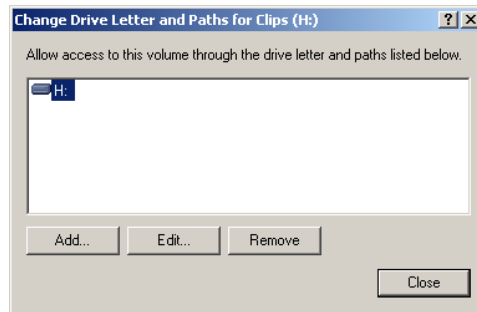 Change Drive Letter and Paths for Clips (H:)
Allow access to this volume through the drive letter and paths listed below.
H:
Add... Edit... Remove
Close